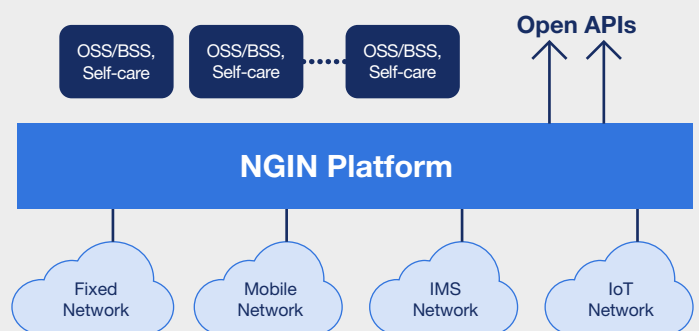 Open APIs
OSS/BSS,
Self-care
OSS/BSS,
Self-care
OSS/BSS,
Self-care
NGIN Platform
Fixed
Network
Mobile
Network
IMS
Network
IoT
Network